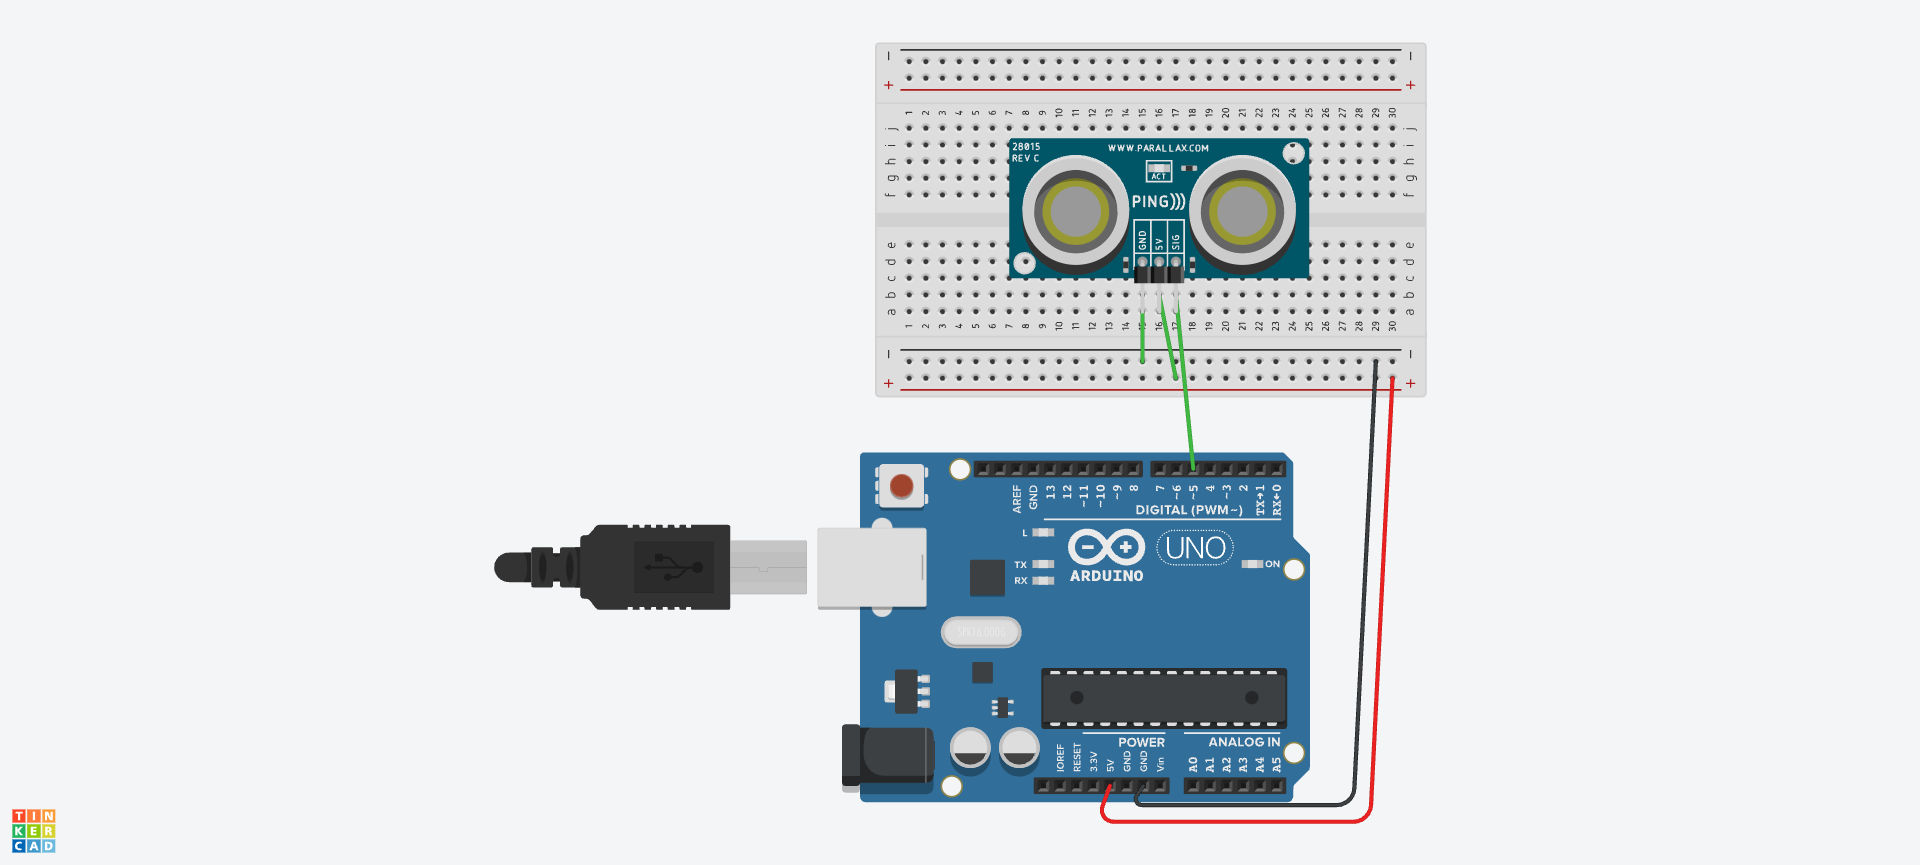 − −
+ +
1 2 3 4 5 6 7 8 9 10 11 12 13 14 15 16 17 18 19 20 21 22 23 24 25 26 27 28 29 30
j j
i i
h h
g g
f f
28015
REV C
WWW.PARALLAX.COM
ACT
PING)))
GND 5V SIG
e e
d d
c c
b b
a a
1 2 3 4 5 6 7 8 9 10 11 12 13 14 15 16 17 18 19 20 21 22 23 24 25 26 27 28 29 30
− −
+ +
AREF GND 13 12 ~11 ~10 ~9 8 7 ~6 ~5 4 ~3 2 TX→1 RX←0
DIGITAL (PWM~)
L
TX
RX
UNO
ARDUINO
ON
POWER
ANALOG IN
IOREF RESET 3.3V 5V GND GND Vin A0 A1 A2 A3 A4 A5
TIN
KER
CAD